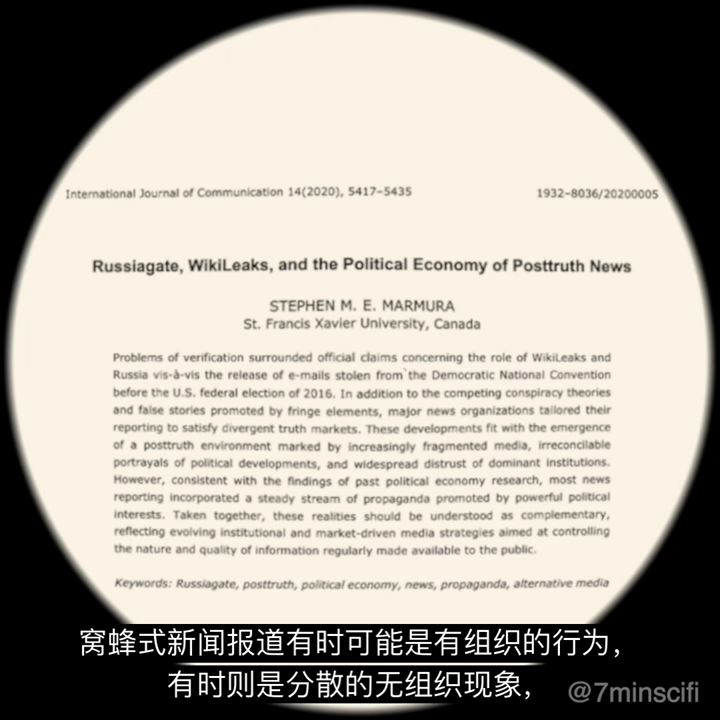 International Journal of Communication 14(2020), 5417–5435
1932–8036/20200005
Russiagate, WikiLeaks, and the Political Economy of Posttruth News
STEPHEN M. E. MARMURA
St. Francis Xavier University, Canada
Problems of verification surrounded official claims concerning the role of WikiLeaks and
Russia vis-à-vis the release of e-mails stolen from the Democratic National Convention
before the U.S. federal election of 2016. In addition to the competing conspiracy theories
and false stories promoted by fringe elements, major news organizations tailored their
reporting to satisfy divergent truth markets. These developments fit with the emergence
of a posttruth environment marked by increasingly fragmented media, irreconcilable
portrayals of political developments, and widespread distrust of dominant institutions.
However, consistent with the findings of past political economy research, most news
reporting incorporated a steady stream of propaganda promoted by powerful political
interests. Taken together, these realities should be understood as complementary,
reflecting evolving institutional and market-driven media strategies aimed at controlling
the nature and quality of information regularly made available to the public.
Keywords: Russiagate, posttruth, political economy, news, propaganda, alternative media
窝蜂式新闻报道有时可能是有组织的行为，
有时则是分散的无组织现象，
@7minscifi